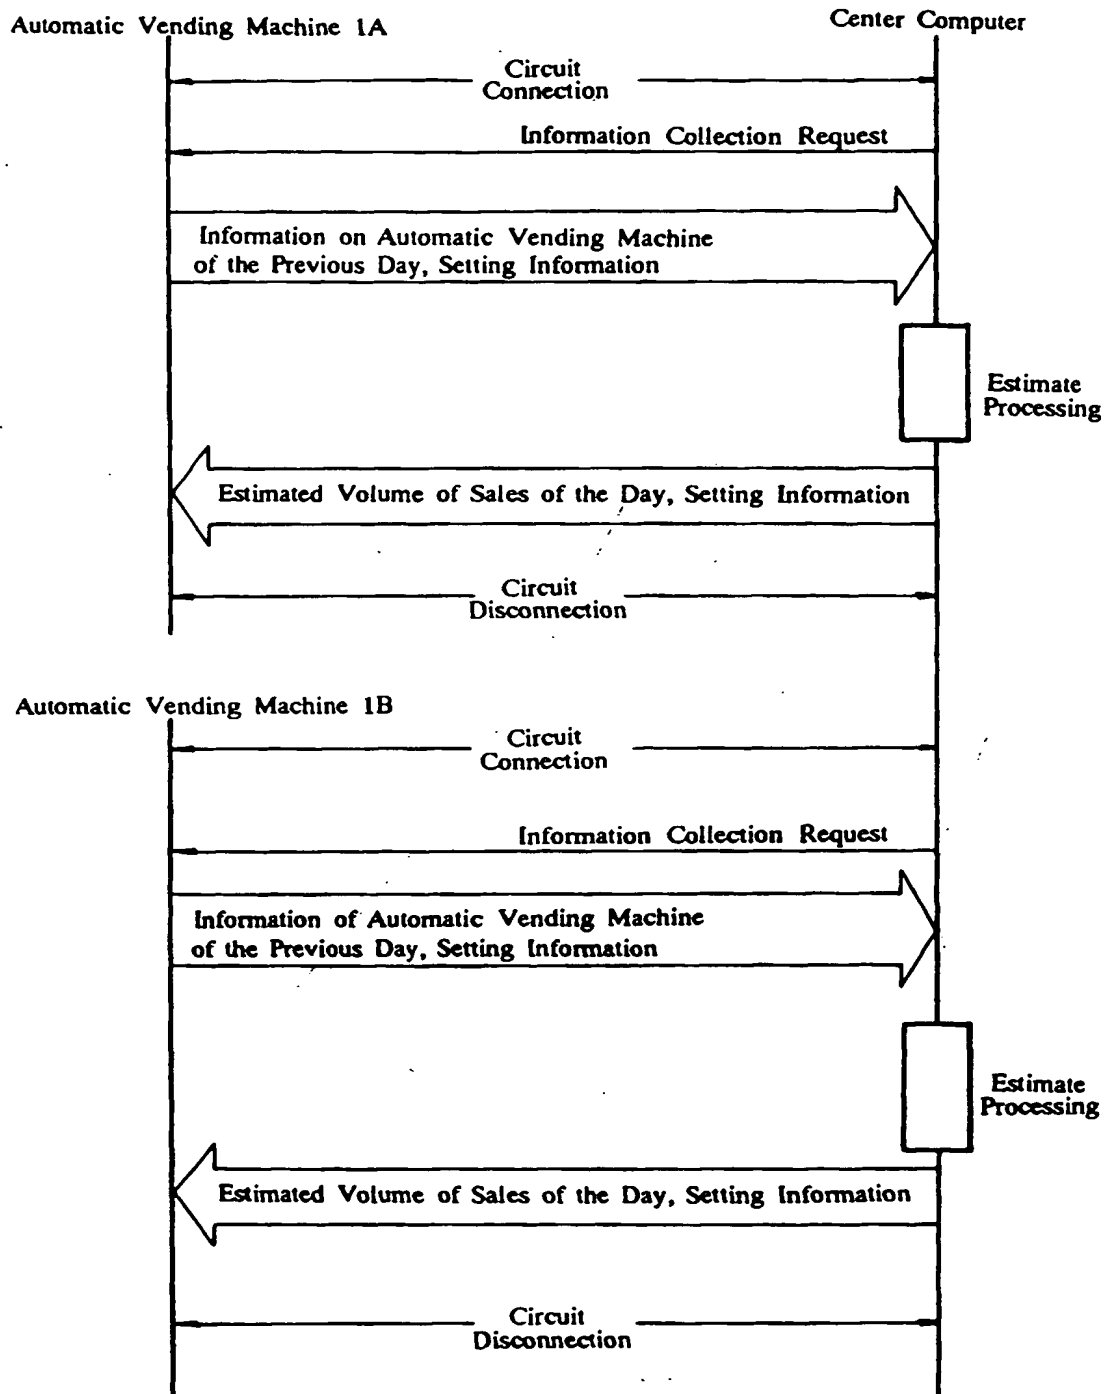 Automatic Vending Machine 1A
Center Computer
Circuit
Connection
Information Collection Request
Information on Automatic Vending Machine
of the Previous Day, Setting Information
Estimate
Processing
Estimated Volume of Sales of the Day, Setting Information
Circuit
Disconnection
Automatic Vending Machine 1B
Circuit
Connection
Information Collection Request
Information of Automatic Vending Machine
of the Previous Day, Setting Information
Estimate
Processing
Estimated Volume of Sales of the Day, Setting Information
Circuit
Disconnection